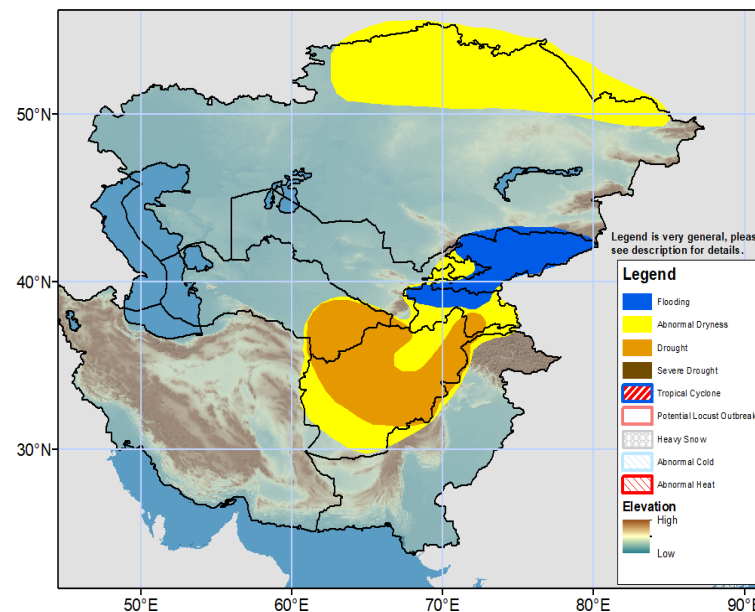 50°N
40°N
30°N
50°E
60°E
70°E
80°E
90°E
Legend is very general, pleas
see description for details.
Legend
Flooding
Abnormal Dryness
Drought
Severe Drought
Tropical Cyclone
Potential Locust Outbreak
Heavy Snow
Abnormal Cold
Abnormal Heat
Elevation
High
Low